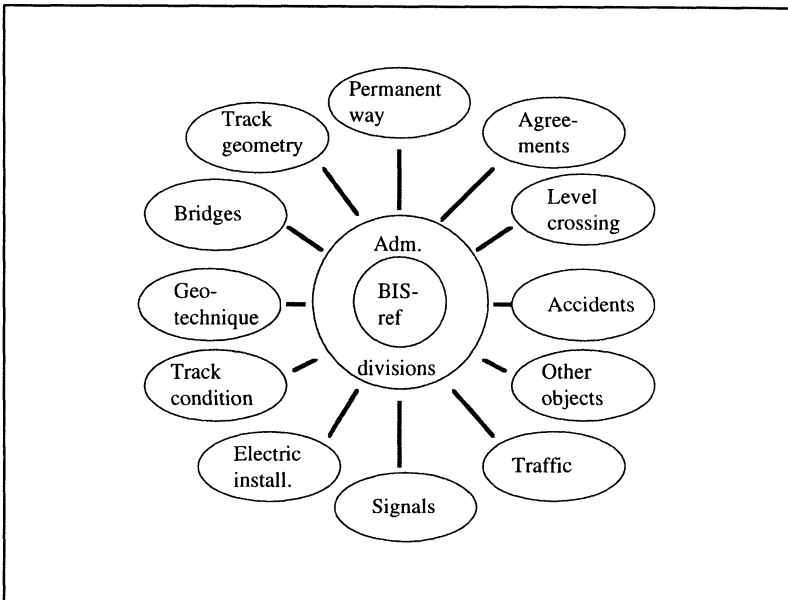 Permanent
way
Agree-
ments
Level
crossing
Accidents
Other
objects
Traffic
Signals
Electric
install.
Track
condition
Geo-
technique
Bridges
Track
geometry
Adm.
BIS-
ref
divisions